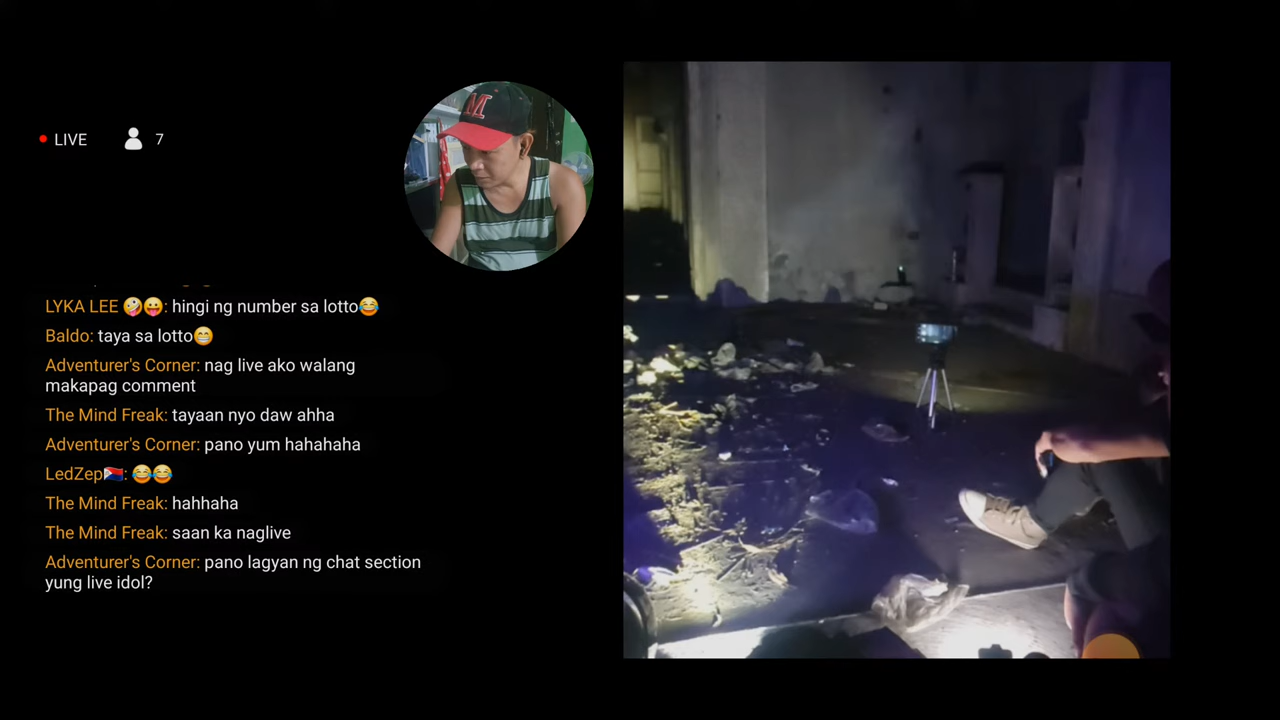 LIVE 7
M
LYKA LEE 🤪😛: hingi ng number sa lotto😂
Baldo: taya sa lotto😁
Adventurer's Corner: nag live ako walang
makapag comment
The Mind Freak: tayaan nyo daw ahha
Adventurer's Corner: pano yum hahahaha
LedZep🇵🇭: 😂😂
The Mind Freak: hahhaha
The Mind Freak: saan ka naglive
Adventurer's Corner: pano lagyan ng chat section
yung live idol?